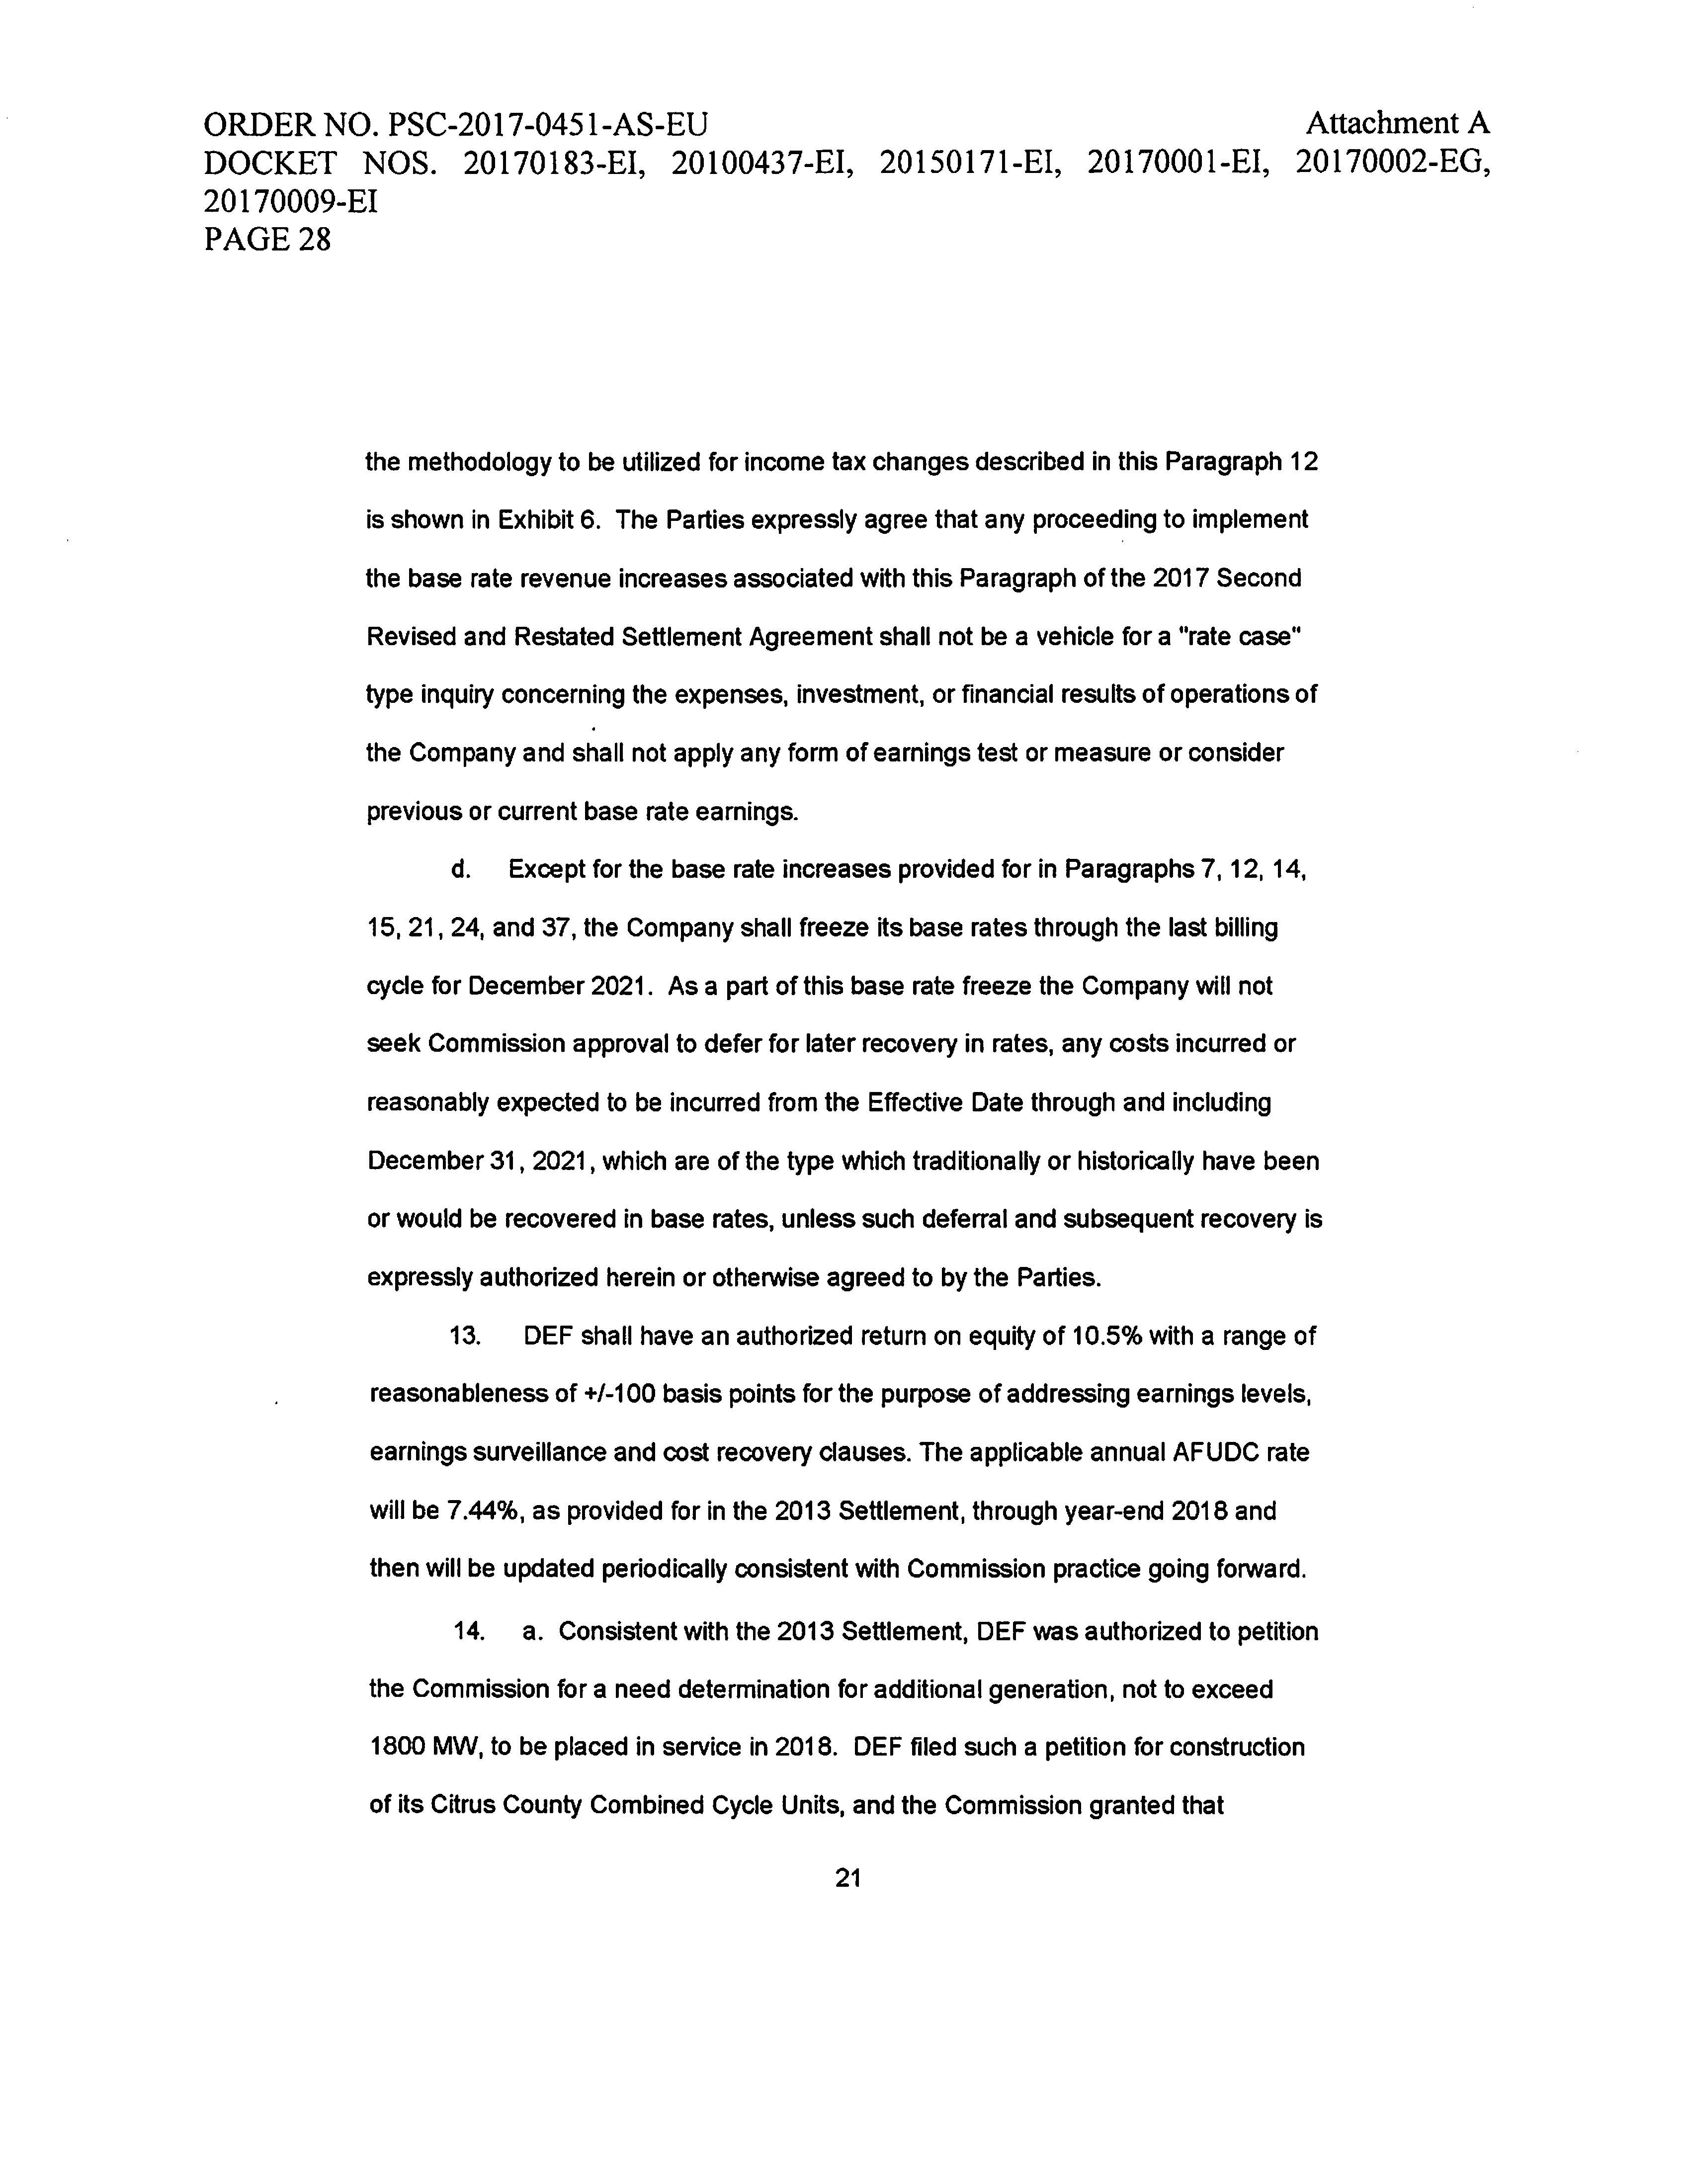 ORDER NO. PSC-2017-0451-AS-EU Attachment A
DOCKET NOS. 20170183-EI, 20100437-EI, 20150171-EI, 20170001-EI, 20170002-EG,
20170009-EI
PAGE 28
the methodology to be utilized for income tax changes described in this Paragraph 12
is shown in Exhibit 6. The Parties expressly agree that any proceeding to implement
the base rate revenue increases associated with this Paragraph of the 2017 Second
Revised and Restated Settlement Agreement shall not be a vehicle for a "rate case"
type inquiry concerning the expenses, investment, or financial results of operations of
the Company and shall not apply any form of earnings test or measure or consider
previous or current base rate earnings.
d. Except for the base rate increases provided for in Paragraphs 7, 12, 14,
15, 21, 24, and 37, the Company shall freeze its base rates through the last billing
cycle for December 2021. As a part of this base rate freeze the Company will not
seek Commission approval to defer for later recovery in rates, any costs incurred or
reasonably expected to be incurred from the Effective Date through and including
December 31, 2021, which are of the type which traditionally or historically have been
or would be recovered in base rates, unless such deferral and subsequent recovery is
expressly authorized herein or otherwise agreed to by the Parties.
13. DEF shall have an authorized return on equity of 10.5% with a range of
reasonableness of +/-100 basis points for the purpose of addressing earnings levels,
earnings surveillance and cost recovery clauses. The applicable annual AFUDC rate
will be 7.44%, as provided for in the 2013 Settlement, through year-end 2018 and
then will be updated periodically consistent with Commission practice going forward.
14. a. Consistent with the 2013 Settlement, DEF was authorized to petition
the Commission for a need determination for additional generation, not to exceed
1800 MW, to be placed in service in 2018. DEF filed such a petition for construction
of its Citrus County Combined Cycle Units, and the Commission granted that
21